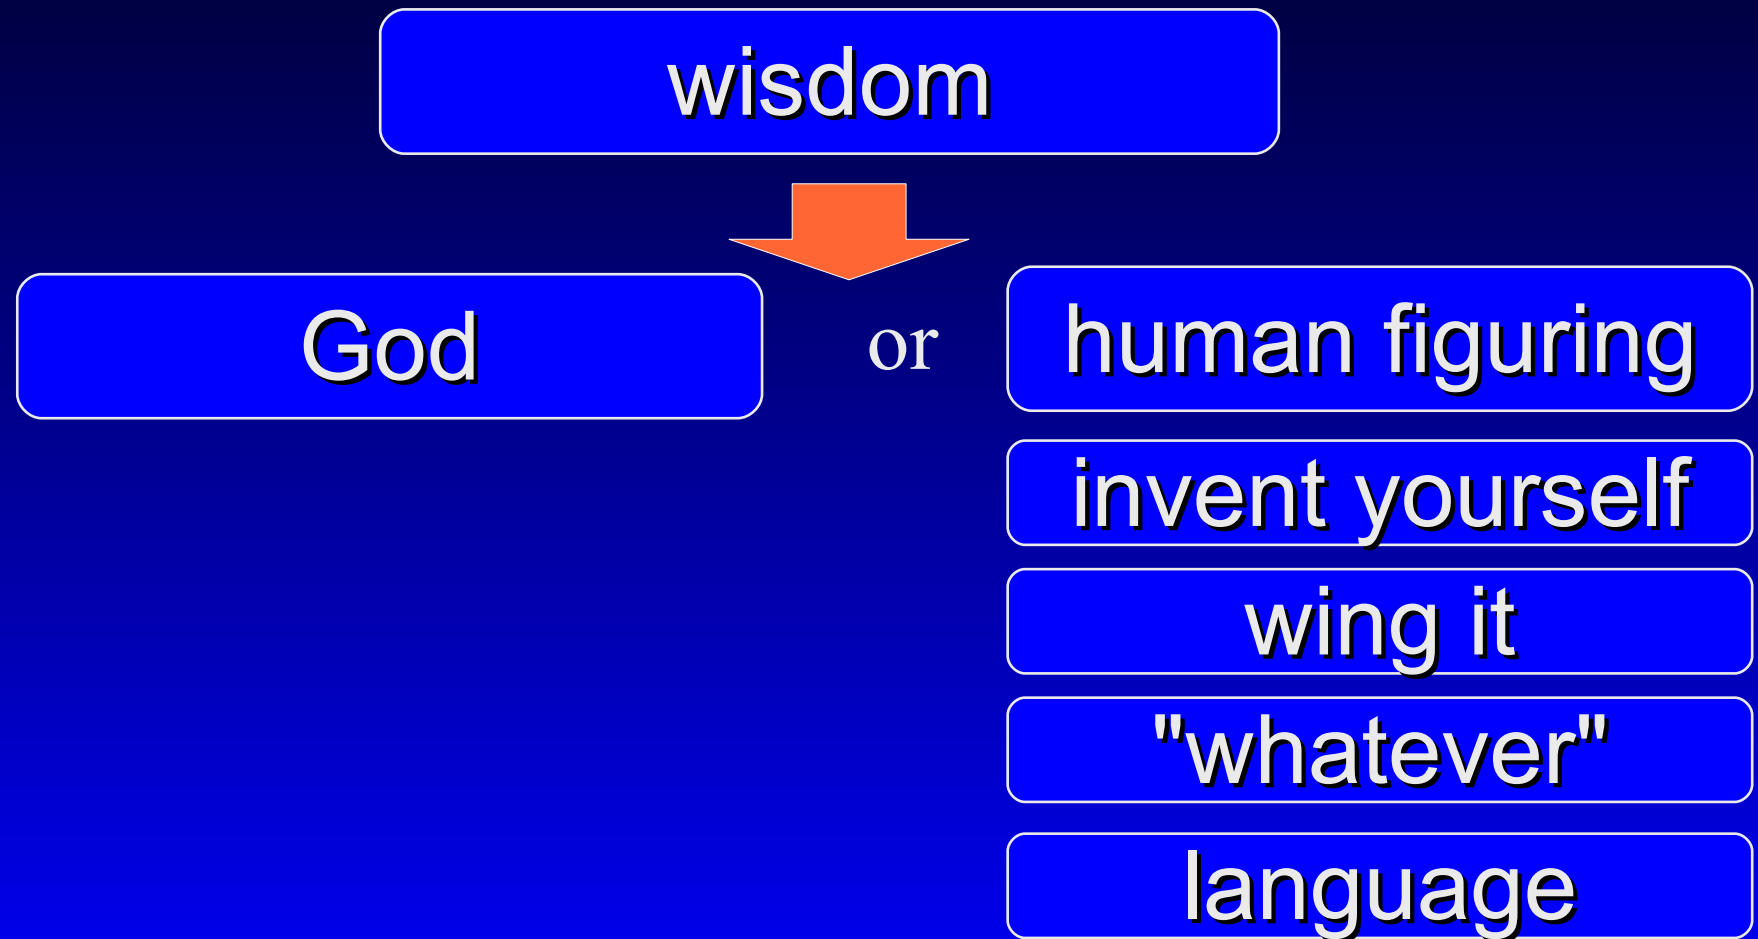 wisdom
God
or
human figuring
invent yourself
wing it
"whatever"
language